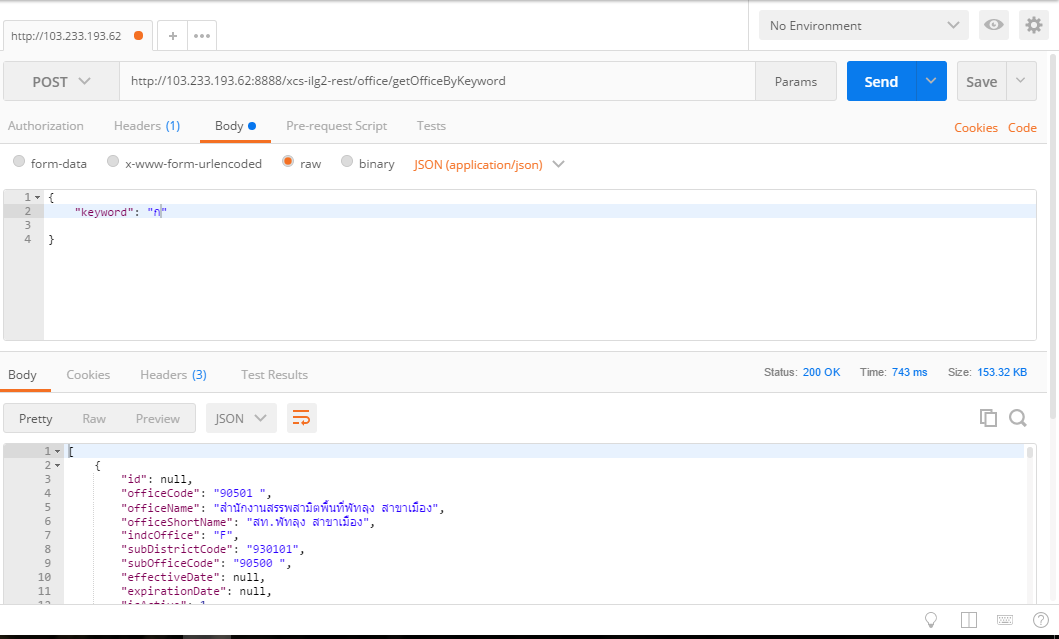 http://103.233.193.62
No Environment
POST http://103.233.193.62:8888/xcs-ilg2-rest/office/getOfficeByKeyword Params Send Save
Authorization Headers (1) Body Pre-request Script Tests Cookies Code
form-data x-www-form-urlencoded raw binary JSON (application/json)
1 {
2 "keyword": "ก"
3
4 }
Body Cookies Headers (3) Test Results Status: 200 OK Time: 743 ms Size: 153.32 KB
Pretty Raw Preview JSON
1 [
2 {
3 "id": null,
4 "officeCode": "90501 ",
5 "officeName": "สำนักงานสรรพสามิตพื้นที่พัทลุง สาขาเมือง",
6 "officeShortName": "สท.พัทลุง สาขาเมือง",
7 "indcOffice": "F",
8 "subDistrictCode": "930101",
9 "subOfficeCode": "90500 ",
10 "effectiveDate": null,
11 "expirationDate": null,
12 "isActive": 1